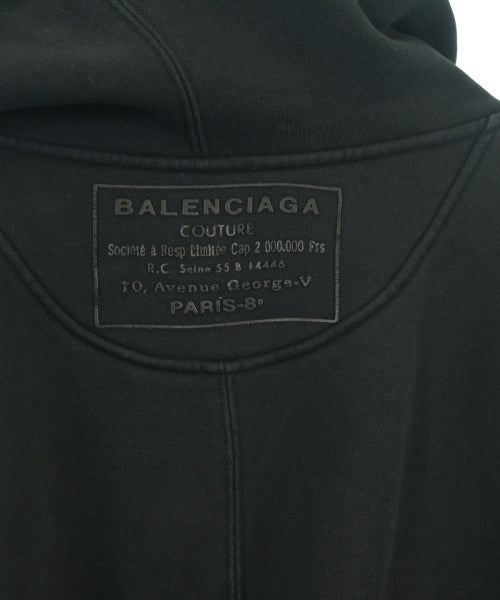 BALENCIAGA
COUTURE
Société à Resp Limitée Cap 2 000.000 Frs
R.C. Seine 55 B 14446
10, Avenue George-V
PARIS-8e